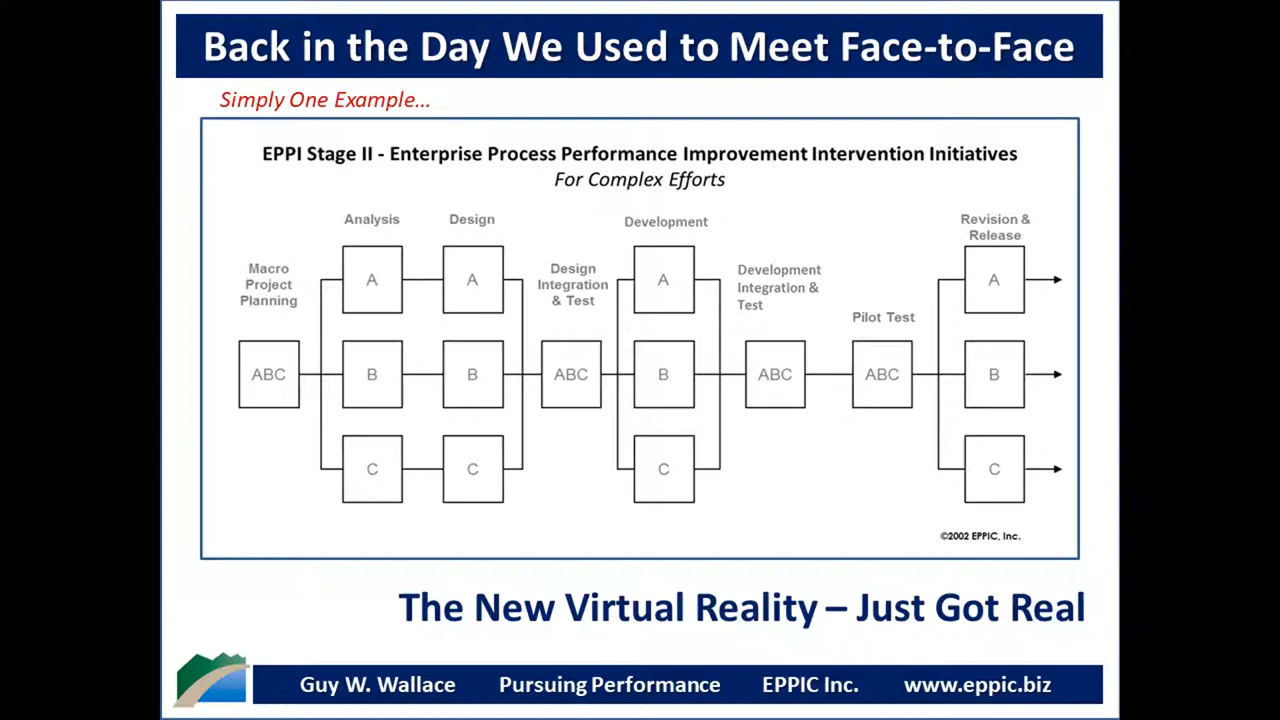 Back in the Day We Used to Meet Face-to-Face
Simply One Example...
EPPI Stage II - Enterprise Process Performance Improvement Intervention Initiatives
For Complex Efforts
Analysis
Design
Development
Revision &
Release
Macro
Project
Planning
Design
Integration
& Test
Development
Integration &
Test
Pilot Test
A
A
A
A
ABC
B
B
ABC
B
ABC
ABC
B
C
C
C
C
©2002 EPPIC, Inc.
The New Virtual Reality – Just Got Real
Guy W. Wallace Pursuing Performance EPPIC Inc. www.eppic.biz